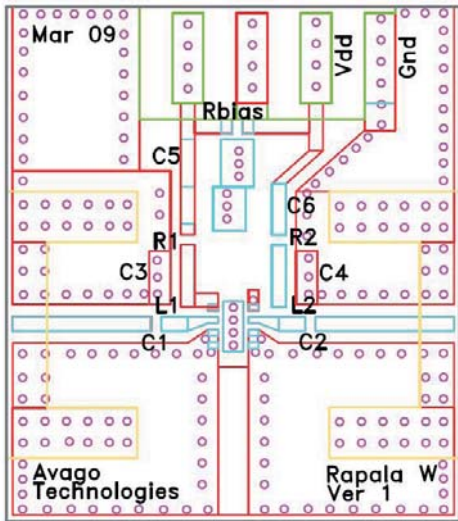 Mar 09
Vdd
Gnd
Rbias
C5
C6
R1
R2
C3
C4
L1
L2
C1
C2
Avago
Technologies
Rapala W
Ver 1